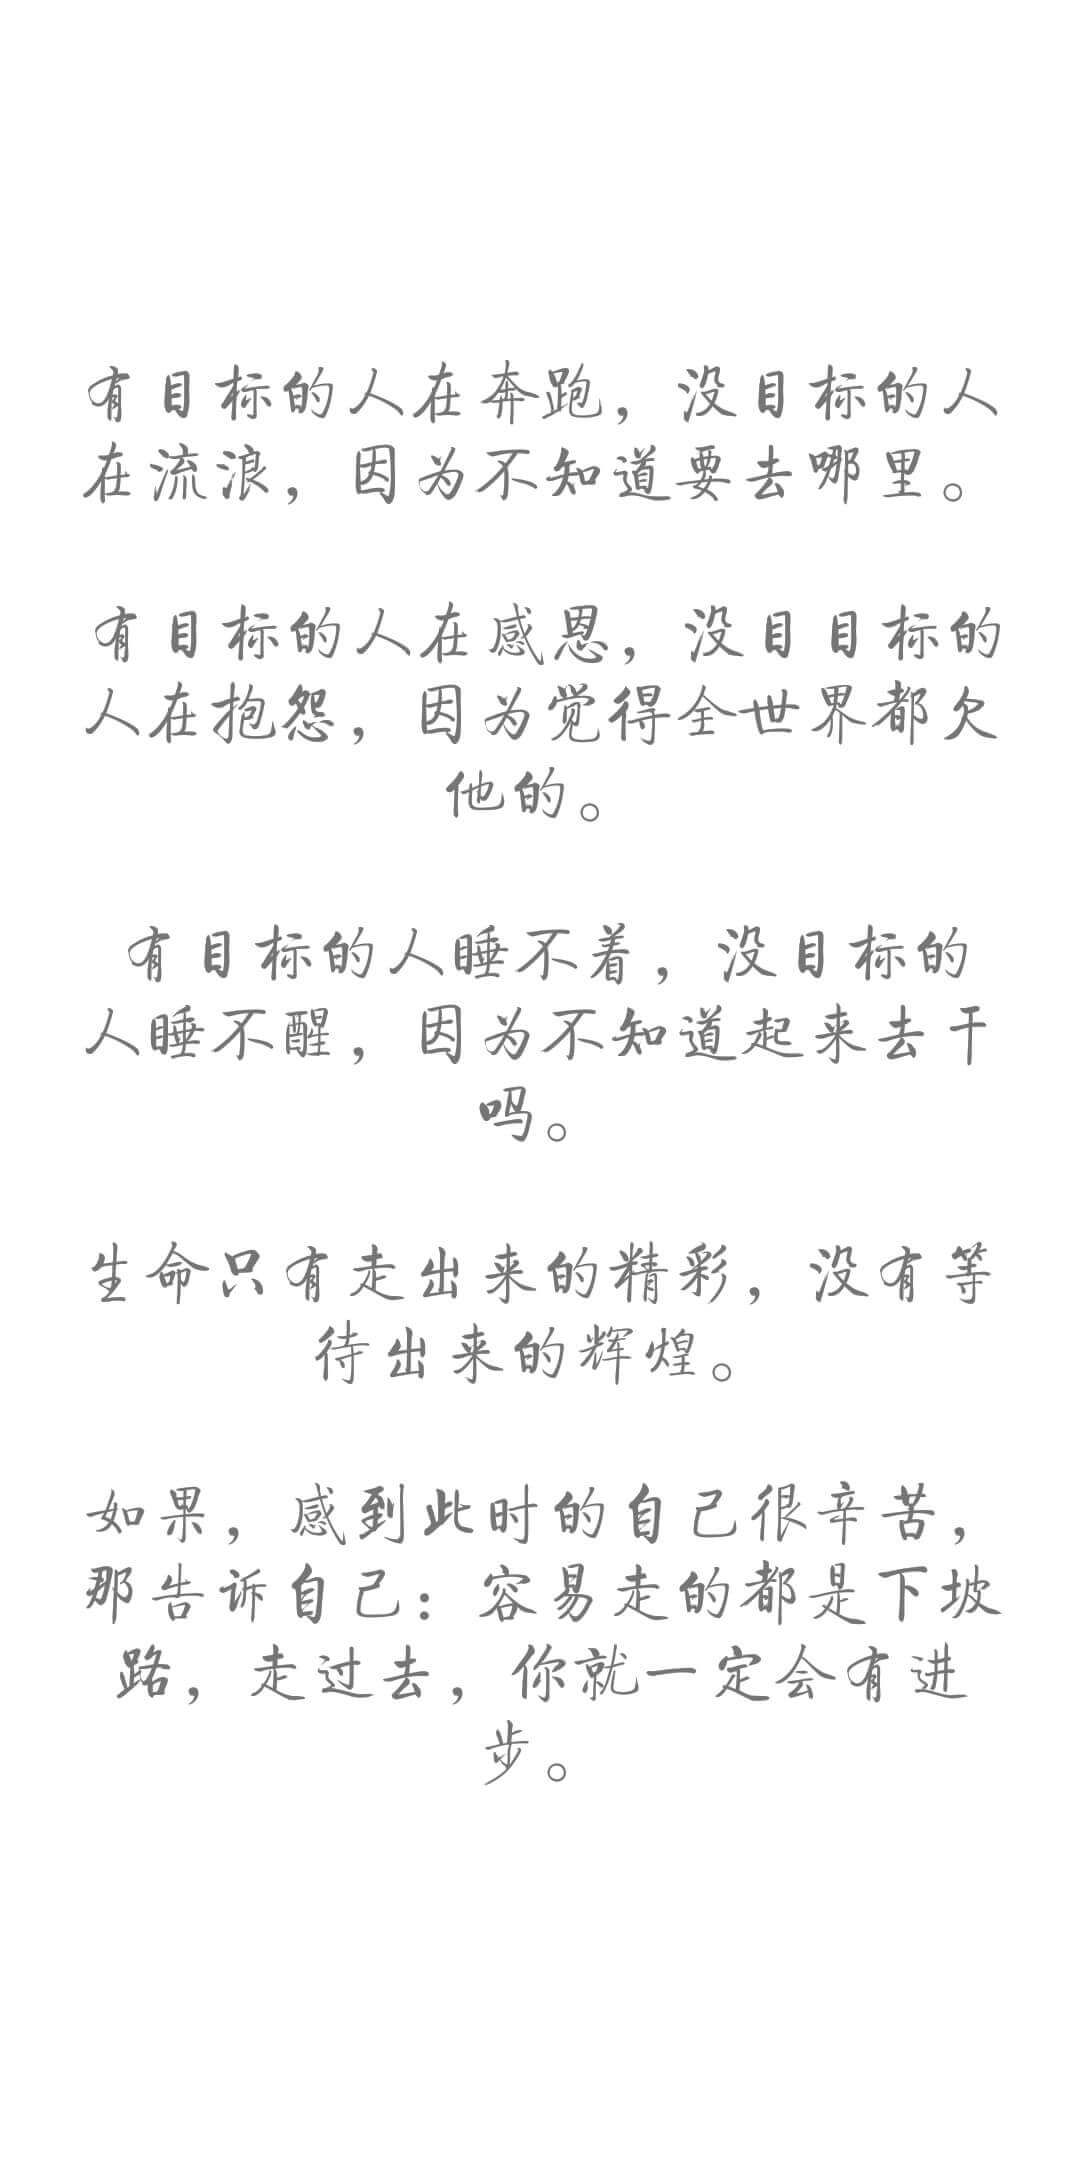 有目标的人在奔跑，没目标的人
在流浪，因为不知道要去哪里。
有目标的人在感恩，没目目标的
人在抱怨，因为觉得全世界都欠
他的。
有目标的人睡不着，没目标的
人睡不醒，因为不知道起来去干
吗。
生命只有走出来的精彩，没有等
待出来的辉煌。
如果，感到此时的自己很辛苦，
那告诉自己：容易走的都是下坡
路，走过去，你就一定会有进
步。